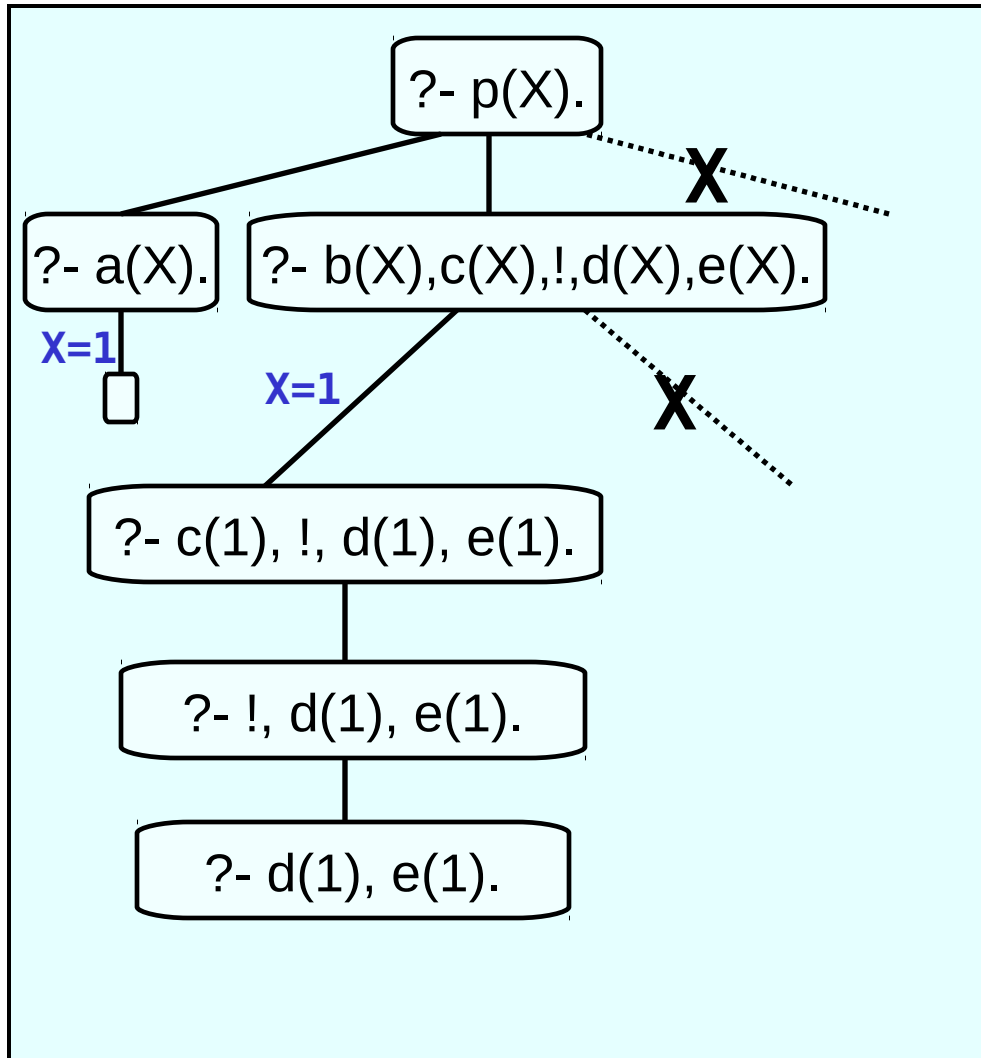 ?- p(X).
X
?- a(X).
?- b(X),c(X),!,d(X),e(X).
X=1
X=1
X
?- c(1), !, d(1), e(1).
?- !, d(1), e(1).
?- d(1), e(1).